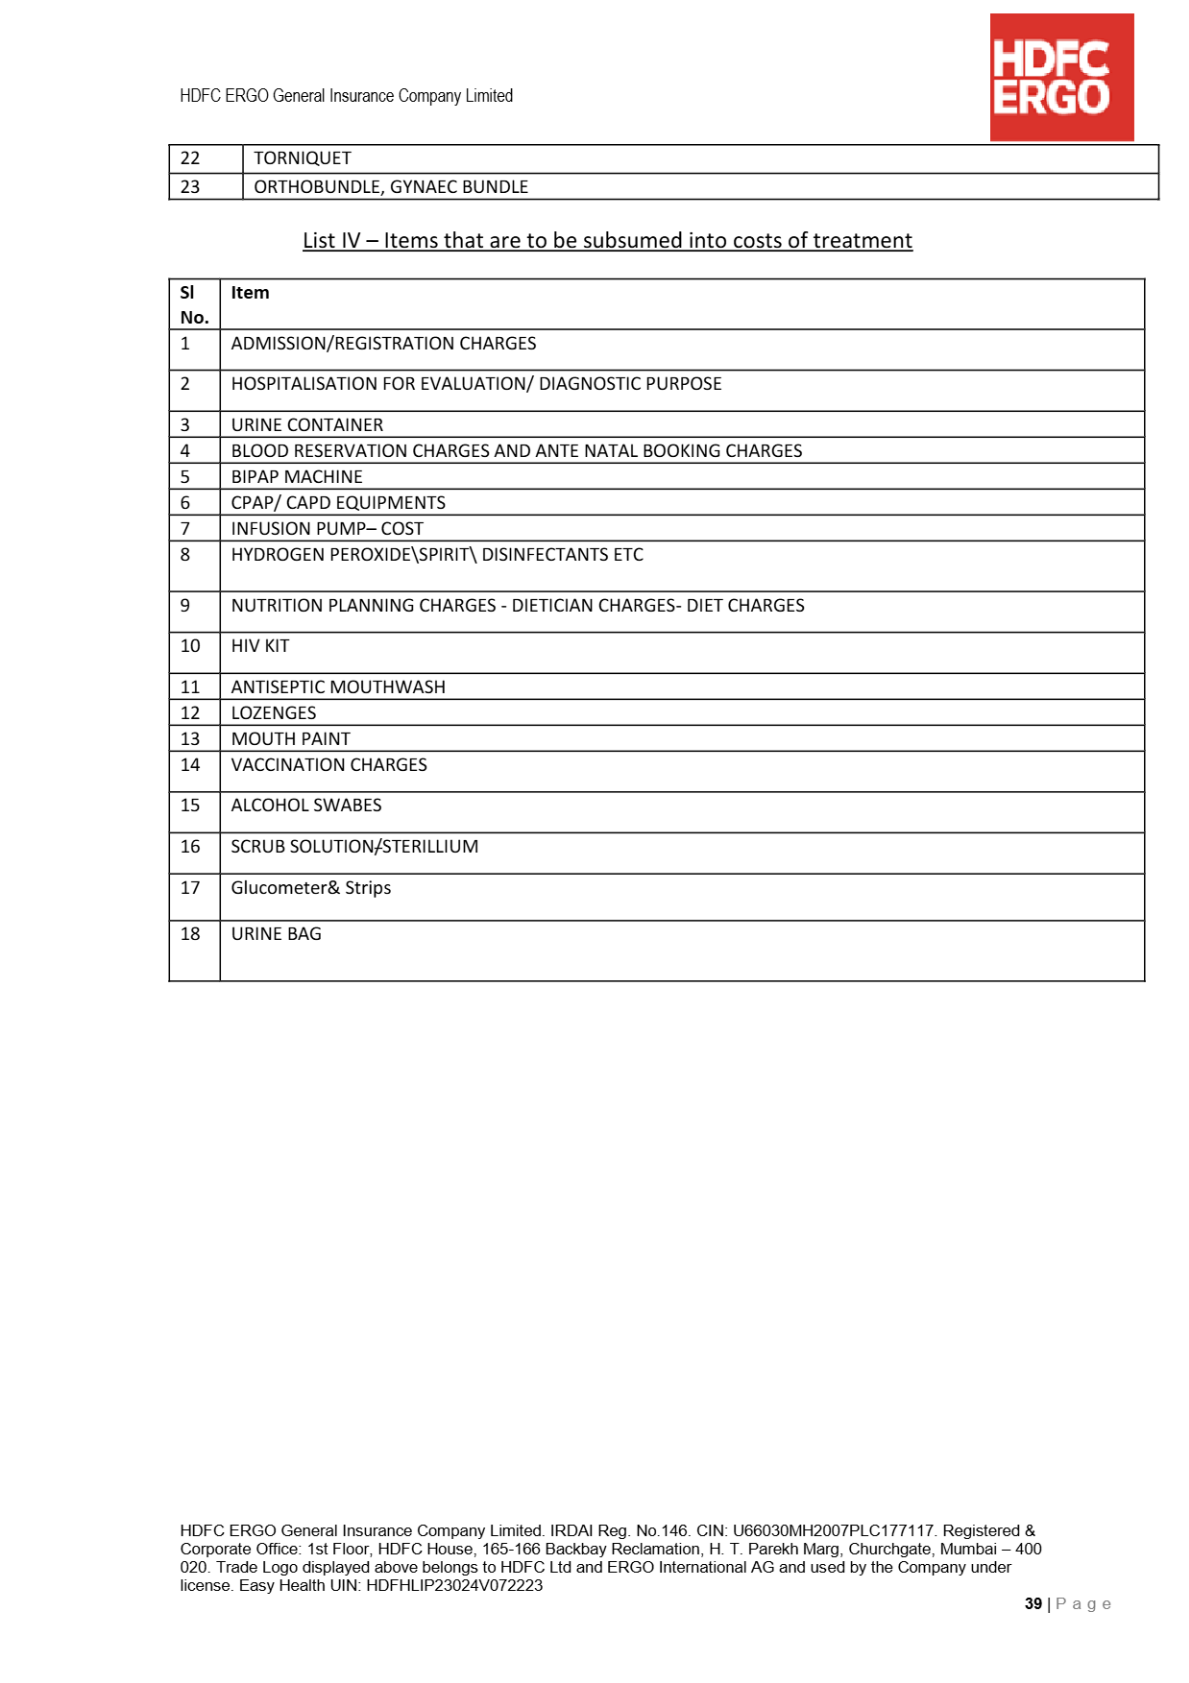 HDFC
ERGO
HDFC ERGO General Insurance Company Limited
22 TORNIQUET
23 ORTHOBUNDLE, GYNAEC BUNDLE
List IV – Items that are to be subsumed into costs of treatment
Sl No. Item
1 ADMISSION/REGISTRATION CHARGES
2 HOSPITALISATION FOR EVALUATION/ DIAGNOSTIC PURPOSE
3 URINE CONTAINER
4 BLOOD RESERVATION CHARGES AND ANTE NATAL BOOKING CHARGES
5 BIPAP MACHINE
6 CPAP/ CAPD EQUIPMENTS
7 INFUSION PUMP– COST
8 HYDROGEN PEROXIDE\SPIRIT\ DISINFECTANTS ETC
9 NUTRITION PLANNING CHARGES - DIETICIAN CHARGES- DIET CHARGES
10 HIV KIT
11 ANTISEPTIC MOUTHWASH
12 LOZENGES
13 MOUTH PAINT
14 VACCINATION CHARGES
15 ALCOHOL SWABES
16 SCRUB SOLUTION/STERILLIUM
17 Glucometer& Strips
18 URINE BAG
HDFC ERGO General Insurance Company Limited. IRDAI Reg. No.146. CIN: U66030MH2007PLC177117. Registered &
Corporate Office: 1st Floor, HDFC House, 165-166 Backbay Reclamation, H. T. Parekh Marg, Churchgate, Mumbai – 400
020. Trade Logo displayed above belongs to HDFC Ltd and ERGO International AG and used by the Company under
license. Easy Health UIN: HDFHLIP23024V072223
39 | Page